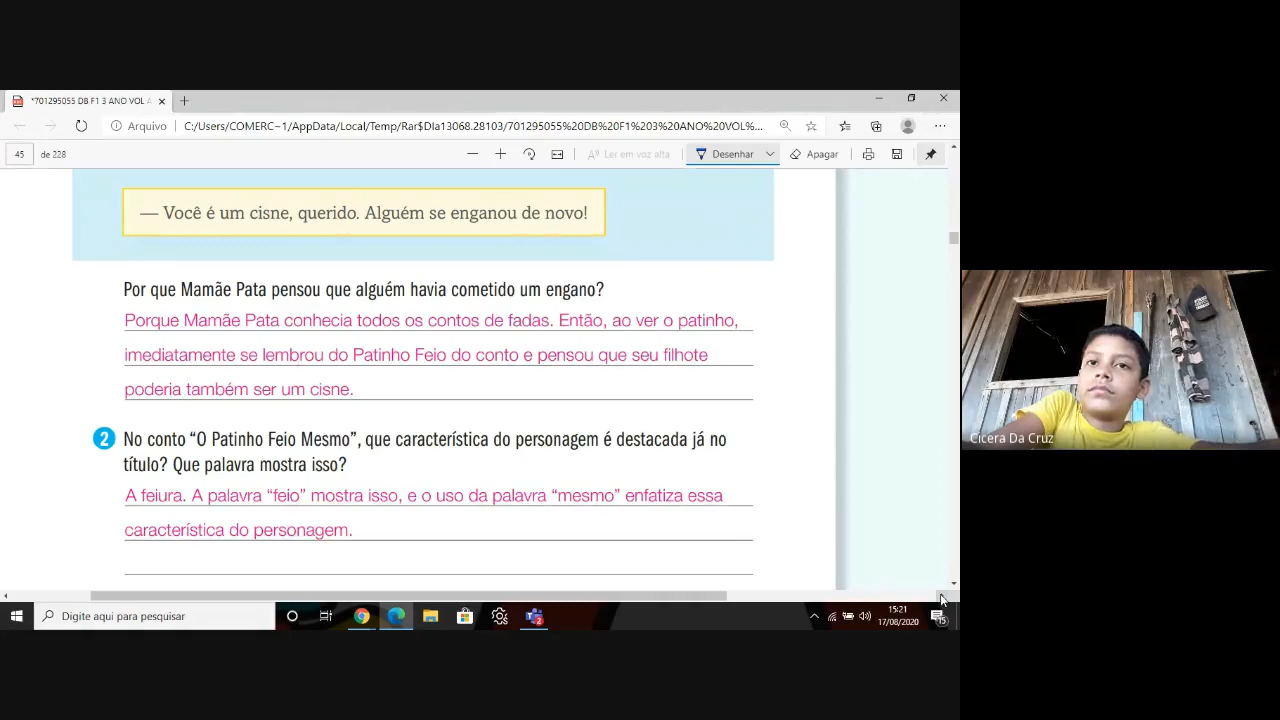 *701295055 DB F1 3 ANO VOL A
Arquivo
C:/Users/COMERC~1/AppData/Local/Temp/Rar$DIa13068.28103/701295055%20DB%20F1%203%20ANO%20VOL%...
45 de 228
Ler em voz alta
Desenhar
Apagar
— Você é um cisne, querido. Alguém se enganou de novo!
Por que Mamãe Pata pensou que alguém havia cometido um engano?
Porque Mamãe Pata conhecia todos os contos de fadas. Então, ao ver o patinho,
imediatamente se lembrou do Patinho Feio do conto e pensou que seu filhote
poderia também ser um cisne.
2 No conto “O Patinho Feio Mesmo”, que característica do personagem é destacada já no
título? Que palavra mostra isso?
A feiura. A palavra “feio” mostra isso, e o uso da palavra “mesmo” enfatiza essa
característica do personagem.
Cicera Da Cruz
Digite aqui para pesquisar
2
15:21
17/08/2020
15